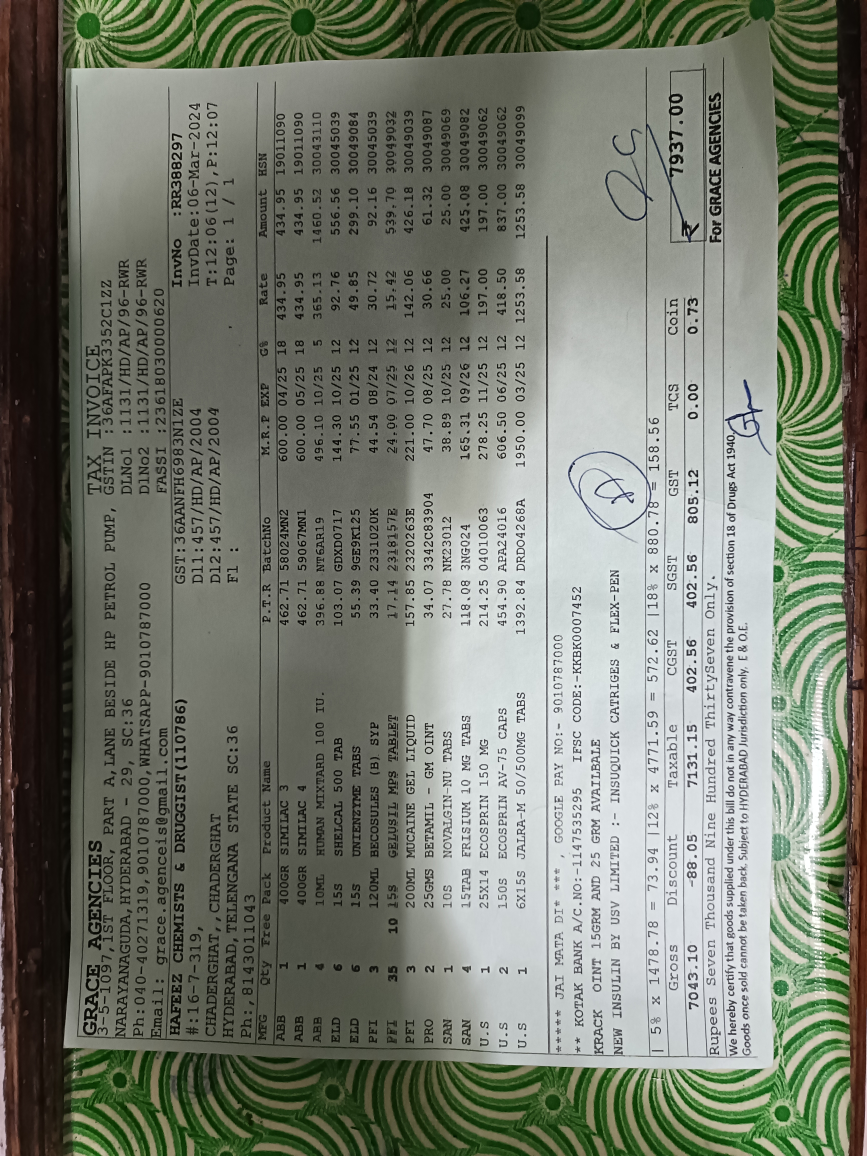 TAX INVOICE
GRACE AGENCIES
3-5-1097,1ST FLOOR, PART A,LANE BESIDE HP PETROL PUMP, GSTIN :36AFAPK3352C1ZZ
NARAYANAGUDA,HYDERABAD - 29, SC:36 DLNo1 :1131/HD/AP/96-RWR
Ph:040-40271319,9010787000,WHATSAPP-9010787000 DlNo2 :1131/HD/AP/96-RWR
Email: grace.agenceis@gmail.com FASSI :23618030000620
HAFEEZ CHEMISTS & DRUGGIST(110786) GST:36AANFH6983N1ZE InvNo :RR388297
#:16-7-319, Dl1:457/HD/AP/2004 InvDate:06-Mar-2024
CHADERGHAT,,CHADERGHAT Dl2:457/HD/AP/2004 T:12:06(12),P:12:07
HYDERABAD,TELENGANA STATE SC:36 Fl : Page: 1 / 1
Ph:,8143011043
MFG Qty Free Pack Product Name P.T.R BatchNo M.R.P EXP G% Rate Amount HSN
ABB 1 400GR SIMILAC 3 462.71 58024MN2 600.00 04/25 18 434.95 434.95 19011090
ABB 1 400GR SIMILAC 4 462.71 59067MN1 600.00 05/25 18 434.95 434.95 19011090
ABB 4 10ML HUMAN MIXTARD 100 IU. 396.88 NT6AR19 496.10 10/25 5 365.13 1460.52 30043110
ELD 6 15S SHELCAL 500 TAB 103.07 GDXD0717 144.30 10/25 12 92.76 556.56 30045039
ELD 6 15S UNIENZYME TABS 55.39 9GE9K125 77.55 01/25 12 49.85 299.10 30049084
PFI 3 120ML BECOSULES (B) SYP 33.40 2331020K 44.54 08/24 12 30.72 92.16 30045039
PFI 35 10 15S GELUSIL MPS TABLET 17.14 2318157E 24.00 07/25 12 15.42 539.70 30049032
PFI 3 200ML MUCAINE GEL LIQUID 157.85 2320263E 221.00 10/26 12 142.06 426.18 30049039
PRO 2 25GMS BETAMIL - GM OINT 34.07 3342C83904 47.70 08/25 12 30.66 61.32 30049087
SAN 1 10S NOVALGIN-NU TABS 27.78 NK23012 38.89 10/25 12 25.00 25.00 30049069
SAN 4 15TAB FRISIUM 10 MG TABS 118.08 3NG024 165.31 09/26 12 106.27 425.08 30049082
U.S 1 25X14 ECOSPRIN 150 MG 214.25 04010063 278.25 11/25 12 197.00 197.00 30049062
U.S 2 150S ECOSPRIN AV-75 CAPS 454.90 APA24016 606.50 06/25 12 418.50 837.00 30049062
U.S 1 6X15S JALRA-M 50/500MG TABS 1392.84 DRD04268A 1950.00 03/25 12 1253.58 1253.58 30049099
***** JAI MATA DI* *** , GOOGLE PAY NO:- 9010787000
** KOTAK BANK A/C.NO:-1147535295 IFSC CODE:-KKBK0007452
KRACK OINT 15GRM AND 25 GRM AVAILBALE
NEW INSULIN BY USV LIMITED :- INSUQUICK CATRIGES & FLEX-PEN
| 5% x 1478.78 = 73.94 |12% x 4771.59 = 572.62 |18% x 880.78 = 158.56
Gross Discount Taxable CGST SGST GST TCS Coin
7043.10 -88.05 7131.15 402.56 402.56 805.12 0.00 0.73 ₹ 7937.00
Rupees Seven Thousand Nine Hundred ThirtySeven Only.
We hereby certify that goods supplied under this bill do not in any way contravene the provision of section 18 of Drugs Act 1940.
Goods once sold cannot be taken back. Subject to HYDERABAD Jurisdiction only. E & O.E.
For GRACE AGENCIES